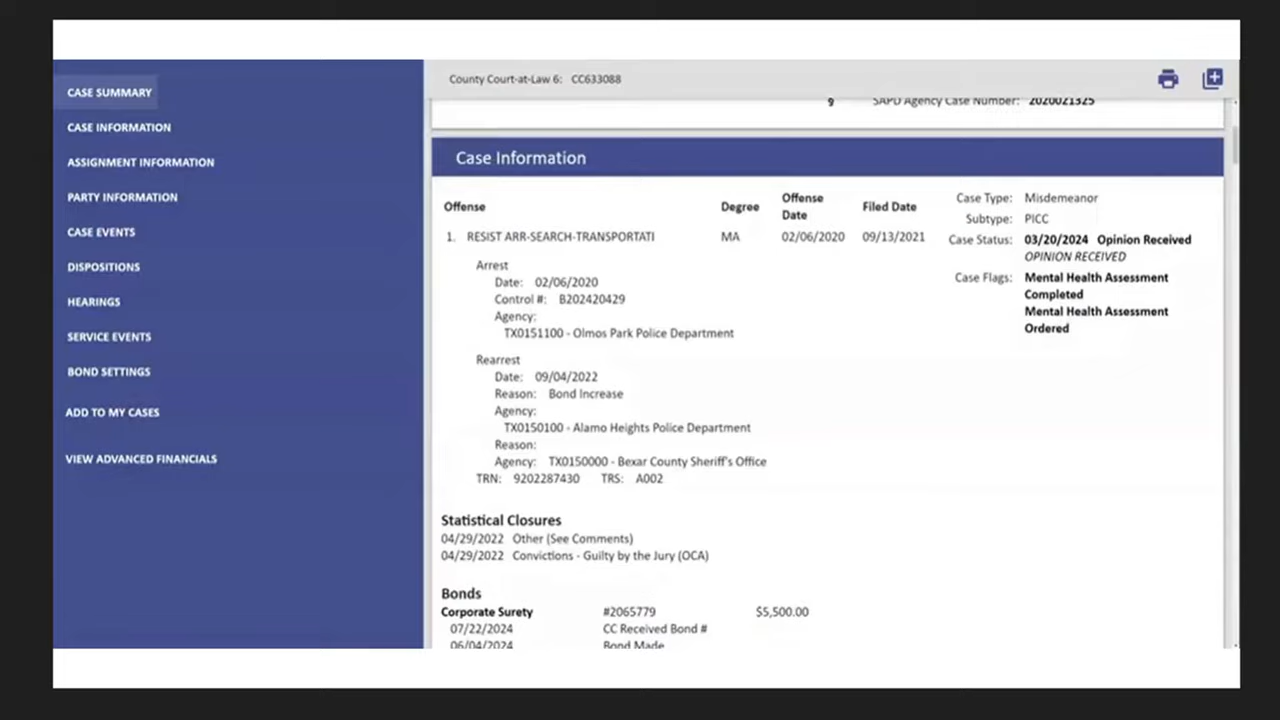 CASE SUMMARY
CASE INFORMATION
ASSIGNMENT INFORMATION
PARTY INFORMATION
CASE EVENTS
DISPOSITIONS
HEARINGS
SERVICE EVENTS
BOND SETTINGS
ADD TO MY CASES
VIEW ADVANCED FINANCIALS
County Court-at-Law 6: CC633088
SAPD Agency Case Number: 2020021325
Case Information
Offense Degree Offense Date Filed Date
1. RESIST ARR-SEARCH-TRANSPORTATI MA 02/06/2020 09/13/2021
Arrest
Date: 02/06/2020
Control #: B202420429
Agency:
TX0151100 - Olmos Park Police Department
Rearrest
Date: 09/04/2022
Reason: Bond Increase
Agency:
TX0150100 - Alamo Heights Police Department
Reason:
Agency: TX0150000 - Bexar County Sheriff's Office
TRN: 9202287430 TRS: A002
Case Type: Misdemeanor
Subtype: PICC
Case Status: 03/20/2024 Opinion Received
OPINION RECEIVED
Case Flags: Mental Health Assessment
Completed
Mental Health Assessment
Ordered
Statistical Closures
04/29/2022 Other (See Comments)
04/29/2022 Convictions - Guilty by the Jury (OCA)
Bonds
Corporate Surety #2065779 $5,500.00
07/22/2024 CC Received Bond #
06/04/2024 Bond Made